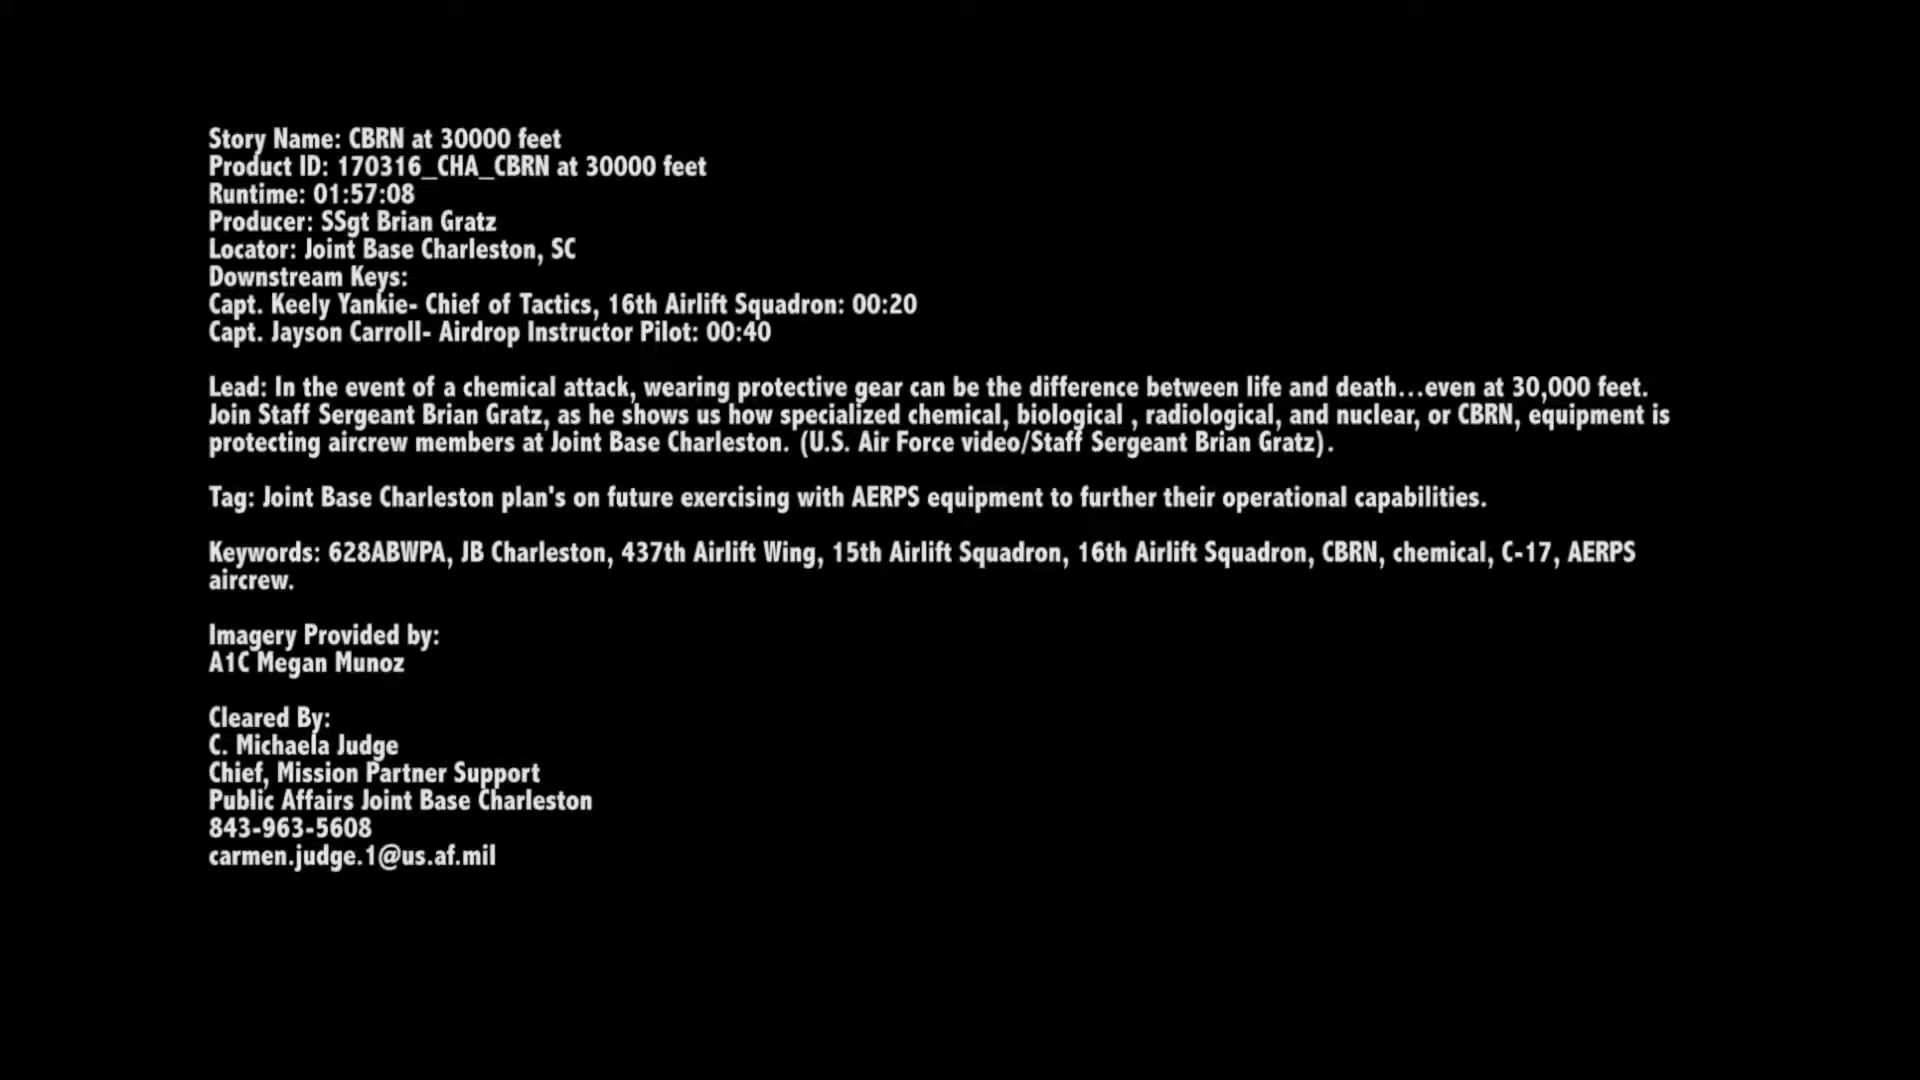 Story Name: CBRN at 30000 feet
Product ID: 170316_CHA_CBRN at 30000 feet
Runtime: 01:57:08
Producer: SSgt Brian Gratz
Locator: Joint Base Charleston, SC
Downstream Keys:
Capt. Keely Yankie- Chief of Tactics, 16th Airlift Squadron: 00:20
Capt. Jayson Carroll- Airdrop Instructor Pilot: 00:40
Lead: In the event of a chemical attack, wearing protective gear can be the difference between life and death...even at 30,000 feet.
Join Staff Sergeant Brian Gratz, as he shows us how specialized chemical, biological , radiological, and nuclear, or CBRN, equipment is
protecting aircrew members at Joint Base Charleston. (U.S. Air Force video/Staff Sergeant Brian Gratz).
Tag: Joint Base Charleston plan's on future exercising with AERPS equipment to further their operational capabilities.
Keywords: 628ABWPA, JB Charleston, 437th Airlift Wing, 15th Airlift Squadron, 16th Airlift Squadron, CBRN, chemical, C-17, AERPS
aircrew.
Imagery Provided by:
A1C Megan Munoz
Cleared By:
C. Michaela Judge
Chief, Mission Partner Support
Public Affairs Joint Base Charleston
843-963-5608
carmen.judge.1@us.af.mil